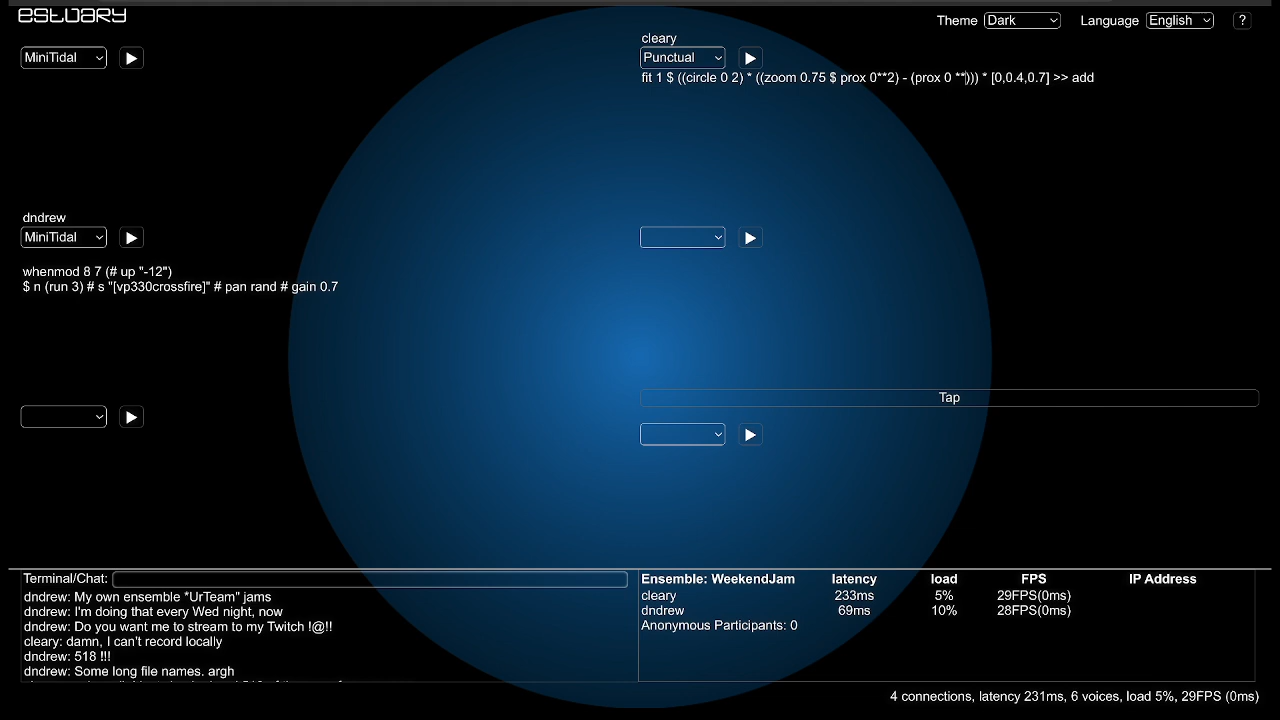 estuary
Theme Dark Language English ?
MiniTidal
cleary
Punctual
fit 1 $ ((circle 0 2) * ((zoom 0.75 $ prox 0**2) - (prox 0 **))) * [0,0.4,0.7] >> add
dndrew
MiniTidal
whenmod 8 7 (# up "-12")
$ n (run 3) # s "[vp330crossfire]" # pan rand # gain 0.7
Tap
Terminal/Chat:
dndrew: My own ensemble *UrTeam" jams
dndrew: I'm doing that every Wed night, now
dndrew: Do you want me to stream to my Twitch !@!!
cleary: damn, I can't record locally
dndrew: 518 !!!
dndrew: Some long file names. argh
Ensemble: WeekendJam latency load FPS IP Address
cleary 233ms 5% 29FPS(0ms)
dndrew 69ms 10% 28FPS(0ms)
Anonymous Participants: 0
4 connections, latency 231ms, 6 voices, load 5%, 29FPS (0ms)